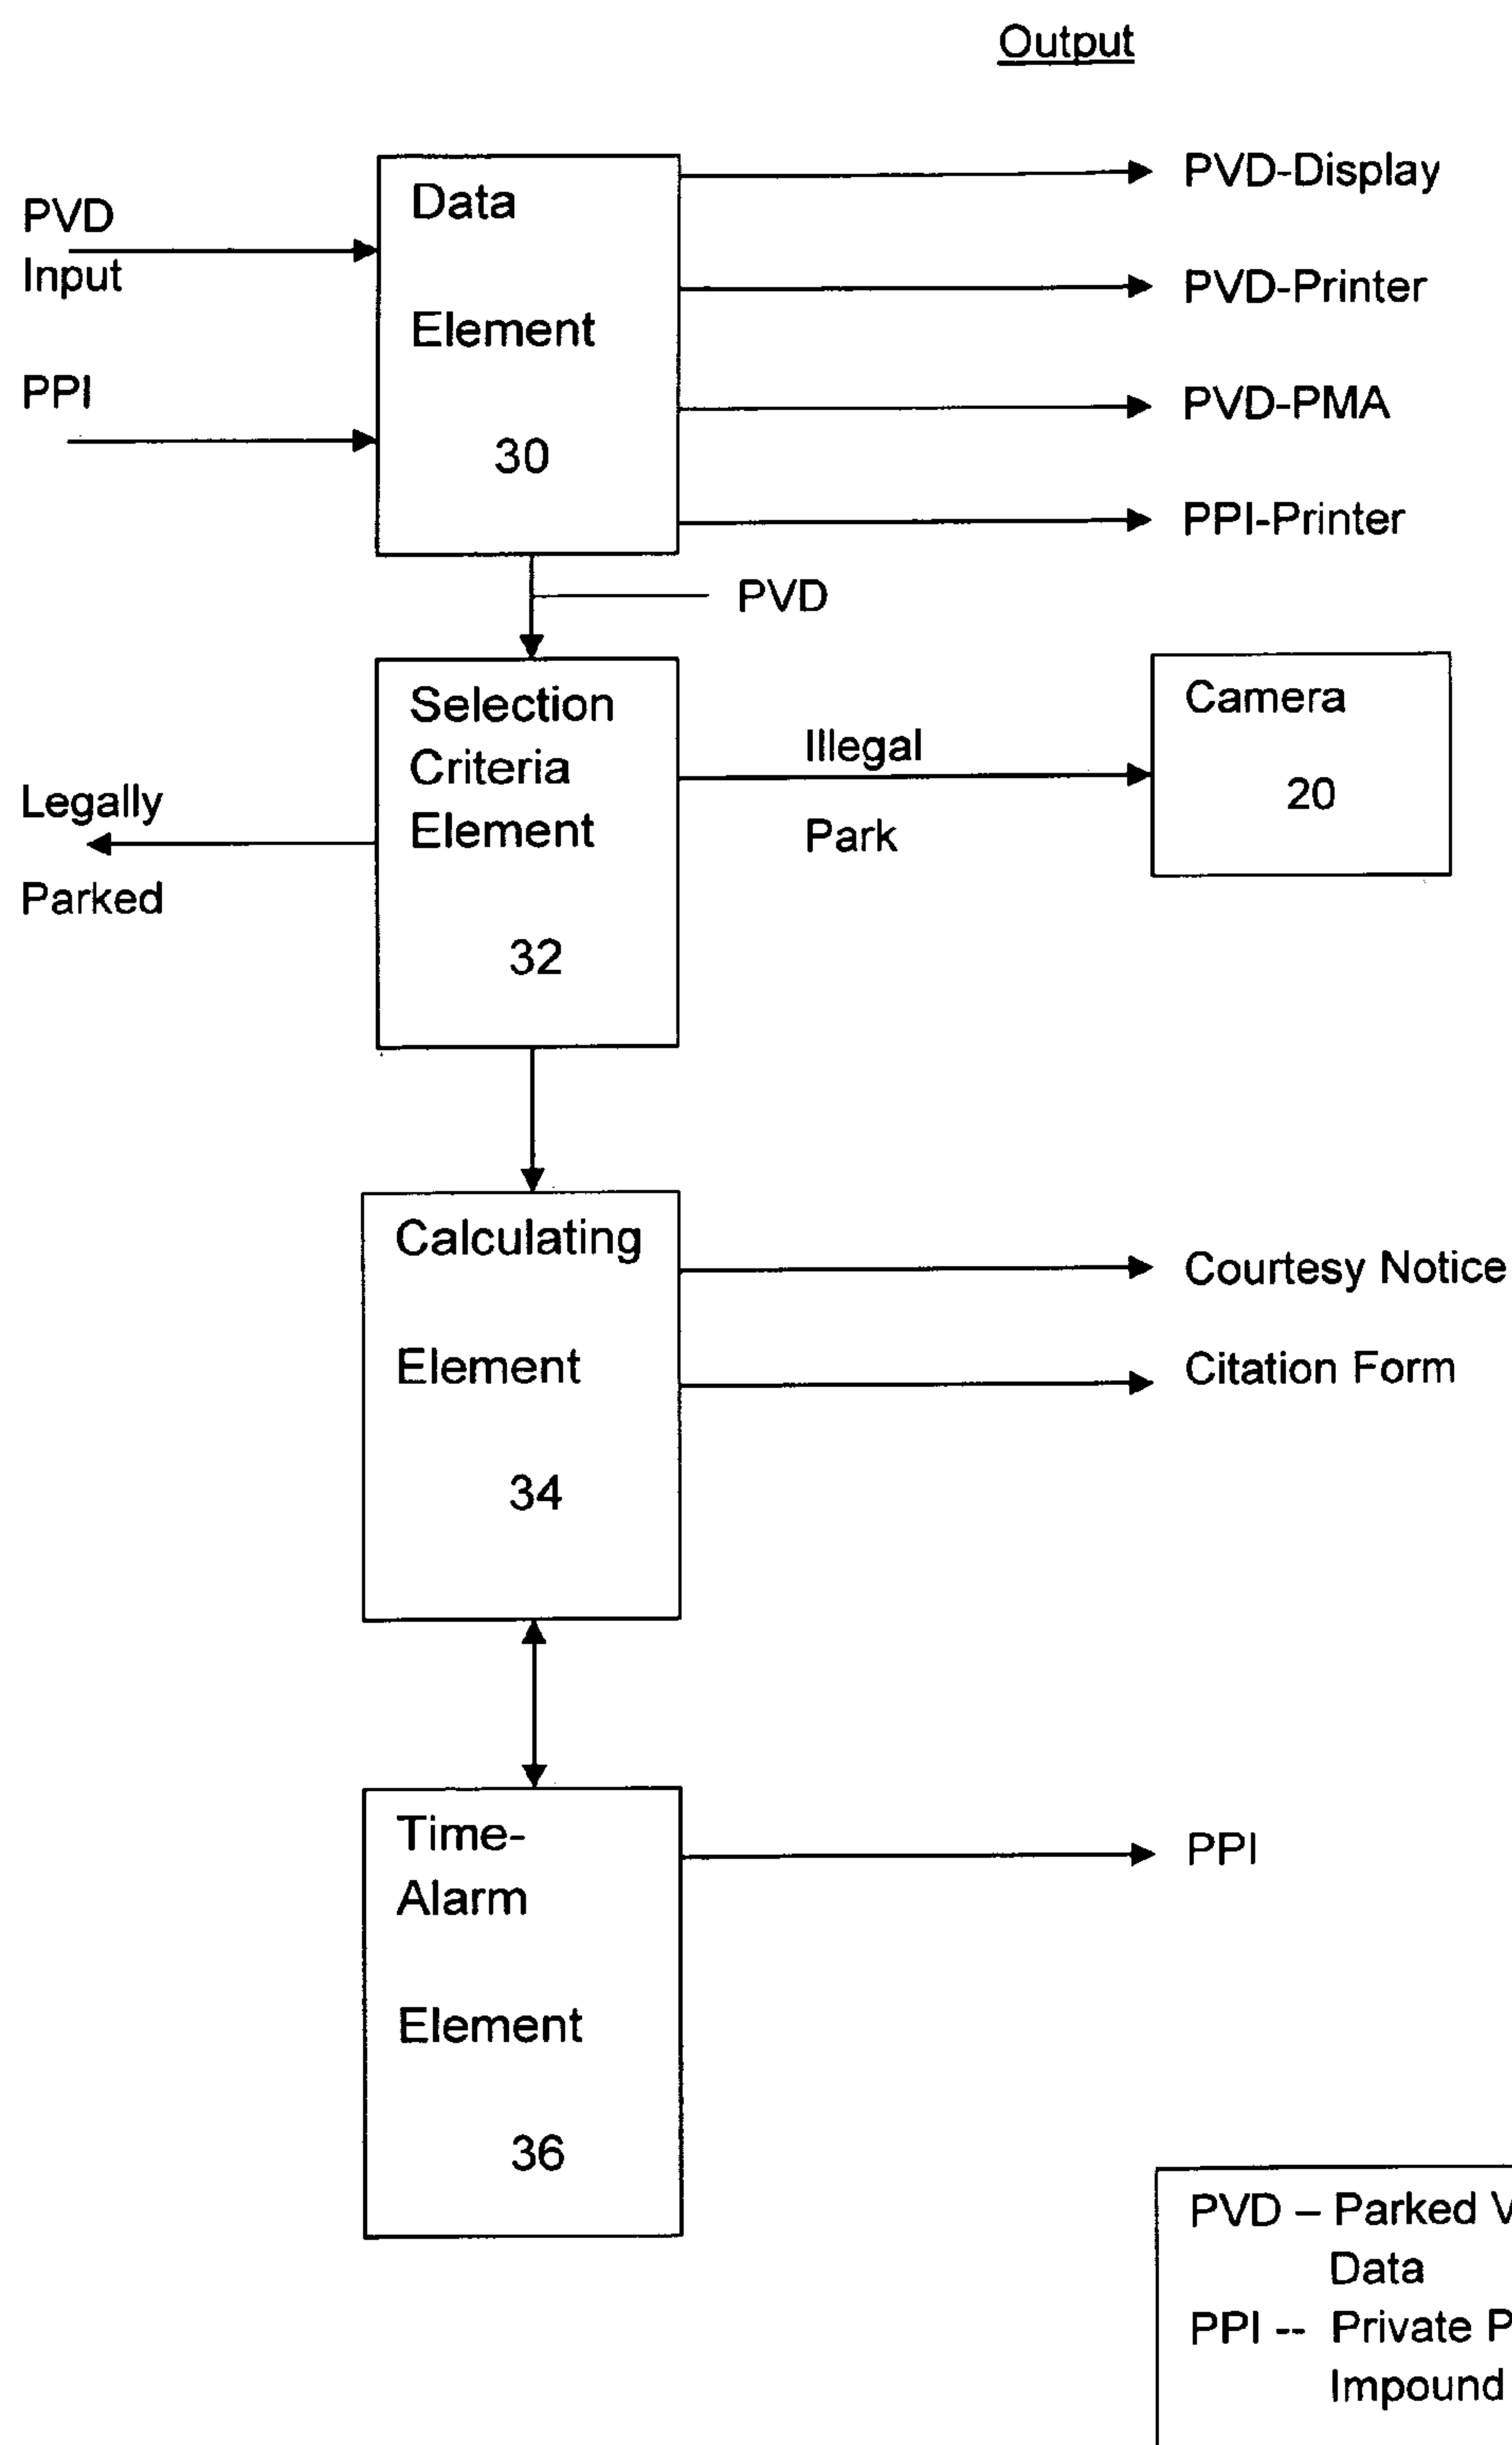 Output
PVD
Input
PPI
Data
Element
30
PVD-Display
PVD-Printer
PVD-PMA
PPI-Printer
PVD
Selection
Criteria
Element
32
Legally
Parked
Illegal
Park
Camera
20
Calculating
Element
34
Courtesy Notice
Citation Form
Time-
Alarm
Element
36
PPI
PVD – Parked
Data
PPI -- Private
Impound